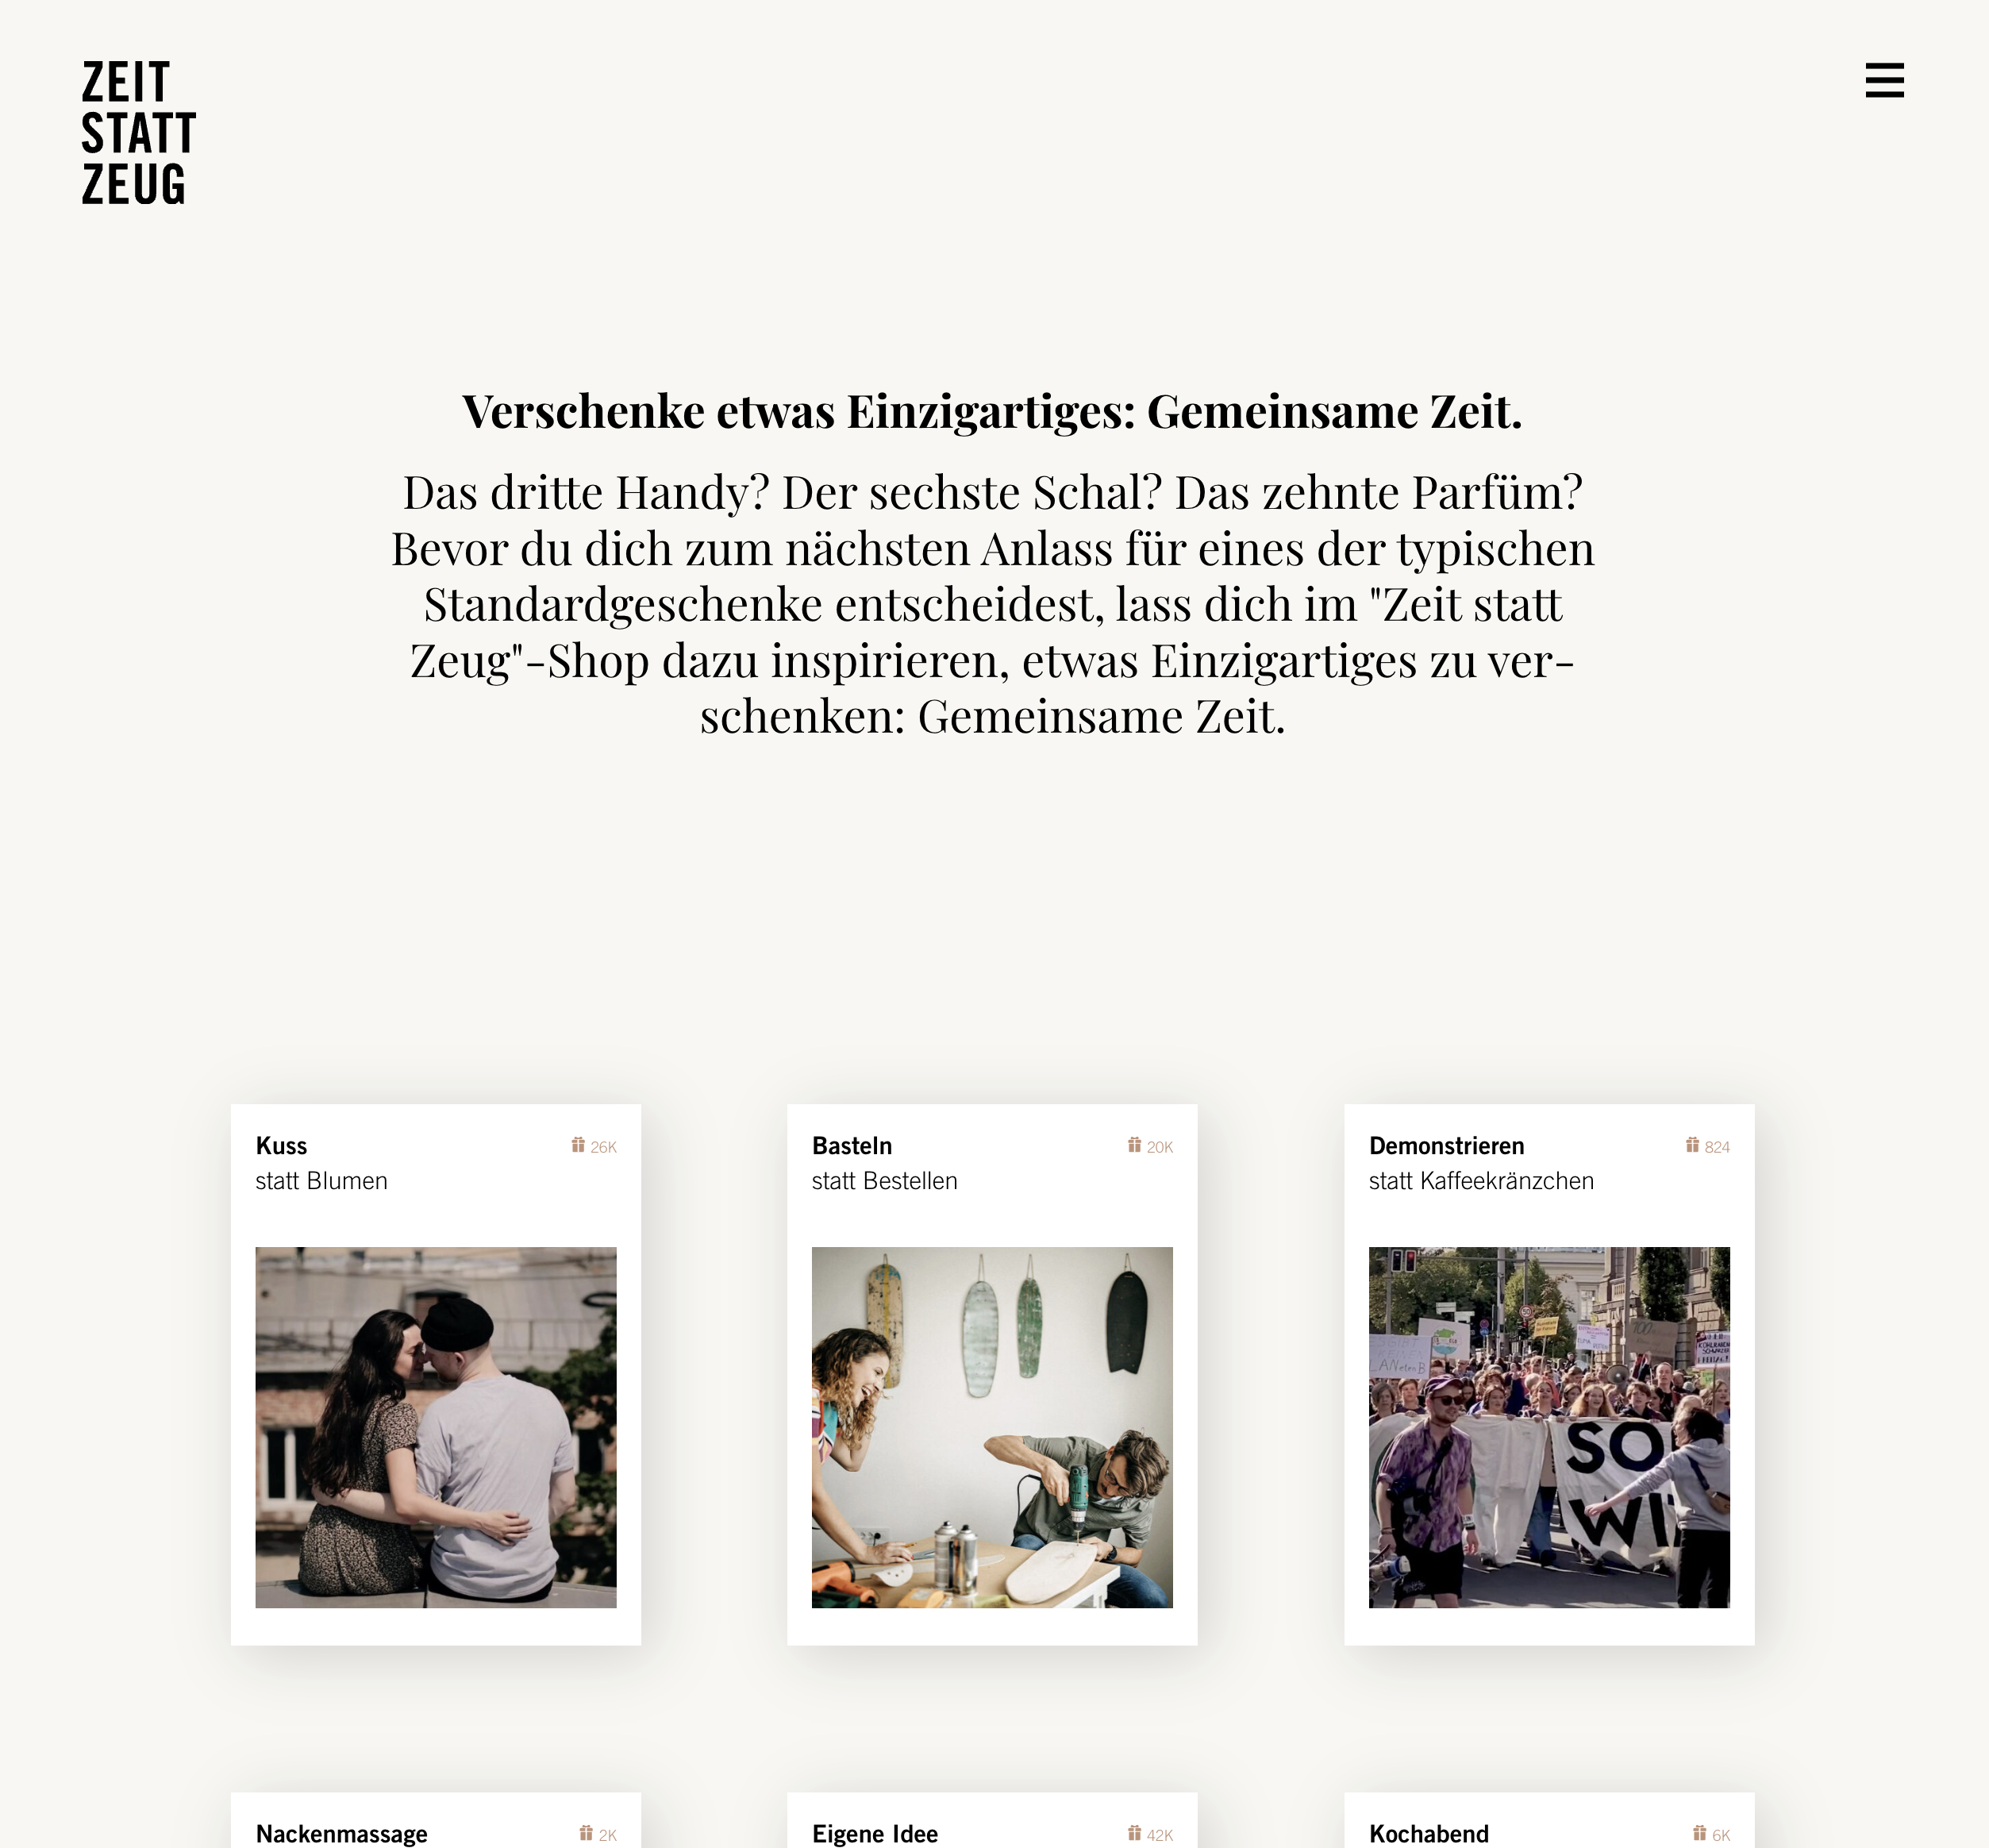 ZEIT
STATT
ZEUG
Verschenke etwas Einzigartiges: Gemeinsame Zeit.
Das dritte Handy? Der sechste Schal? Das zehnte Parfüm?
Bevor du dich zum nächsten Anlass für eines der typischen
Standardgeschenke entscheidest, lass dich im "Zeit statt
Zeug"-Shop dazu inspirieren, etwas Einzigartiges zu ver-
schenken: Gemeinsame Zeit.
Kuss 26K
statt Blumen
Basteln 20K
statt Bestellen
Demonstrieren 824
statt Kaffeekränzchen
SO
WI
Nackenmassage 2K
Eigene Idee 42K
Kochabend 6K